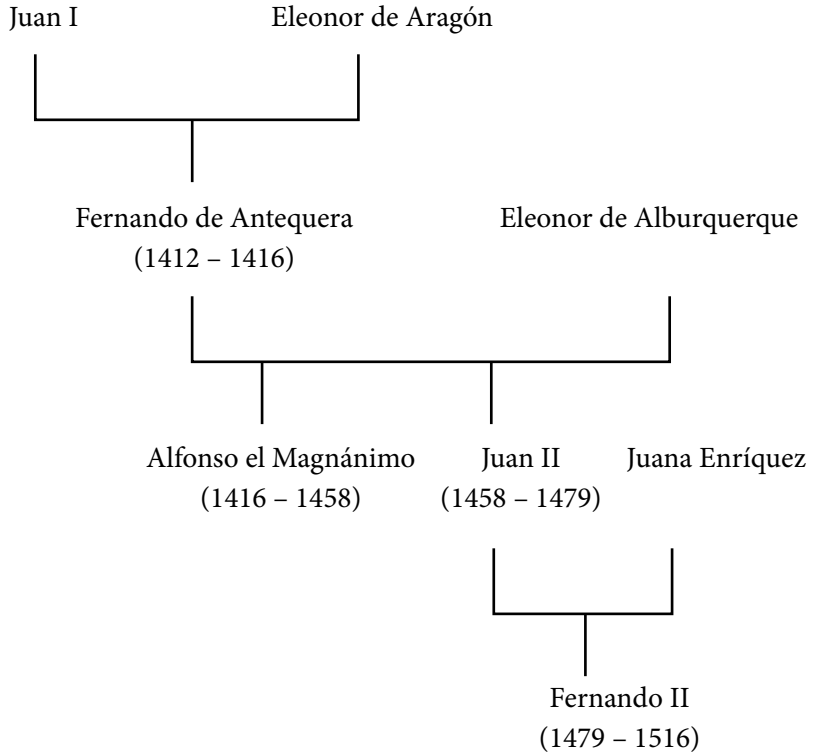 Juan I Eleonor de Aragón
Fernando de Antequera Eleonor de Alburquerque
(1412 – 1416)
Alfonso el Magnánimo Juan II Juana Enríquez
(1416 – 1458) (1458 – 1479)
Fernando II
(1479 – 1516)